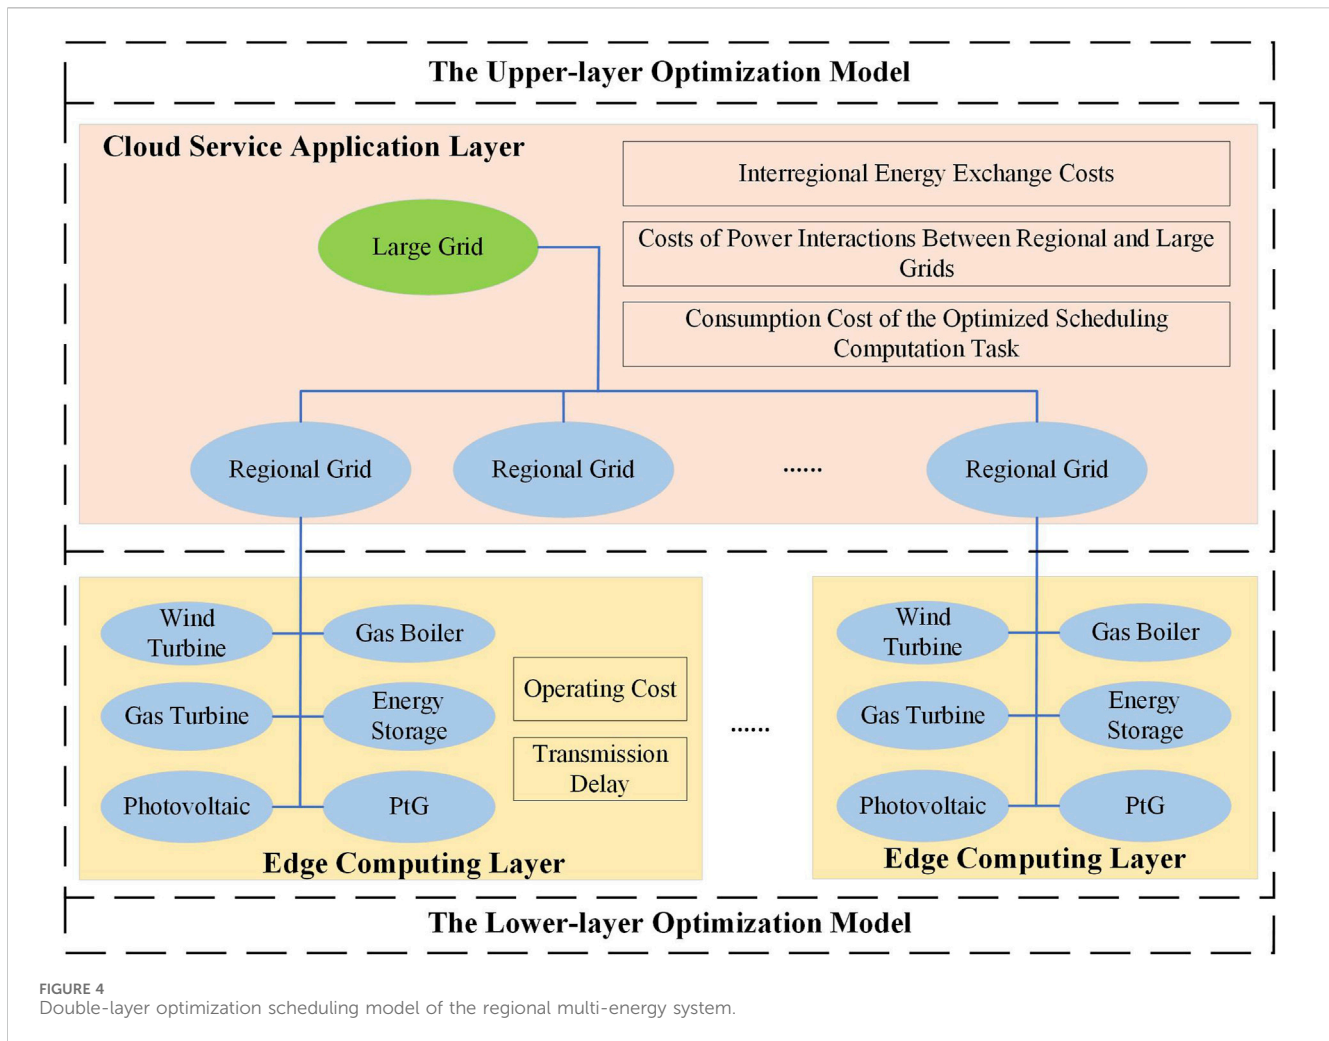 The Upper-layer Optimization Model
Cloud Service Application Layer
Interregional Energy Exchange Costs
Large Grid
Costs of Power Interactions Between Regional and Large
Grids
Consumption Cost of the Optimized Scheduling
Computation Task
Regional Grid
Regional Grid
......
Regional Grid
Wind
Turbine
Gas Boiler
Gas Turbine
Energy
Storage
Photovoltaic
PtG
Operating Cost
Transmission
Delay
Edge Computing Layer
......
Wind
Turbine
Gas Boiler
Gas Turbine
Energy
Storage
Photovoltaic
PtG
Edge Computing Layer
The Lower-layer Optimization Model
FIGURE 4
Double-layer optimization scheduling model of the regional multi-energy system.